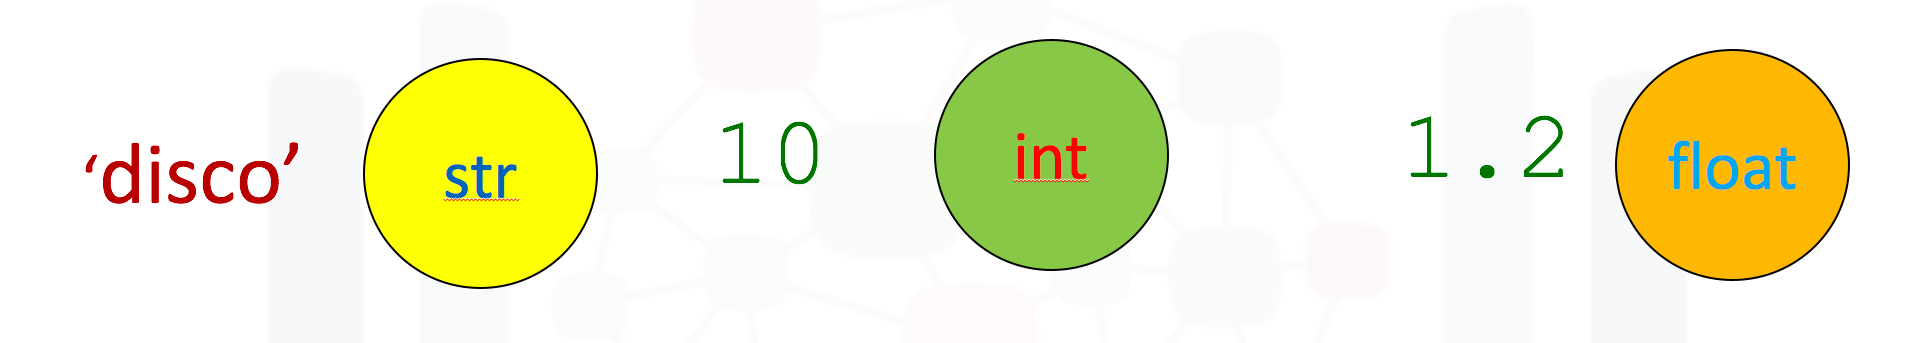 ‘disco’ str 10 int 1.2 float